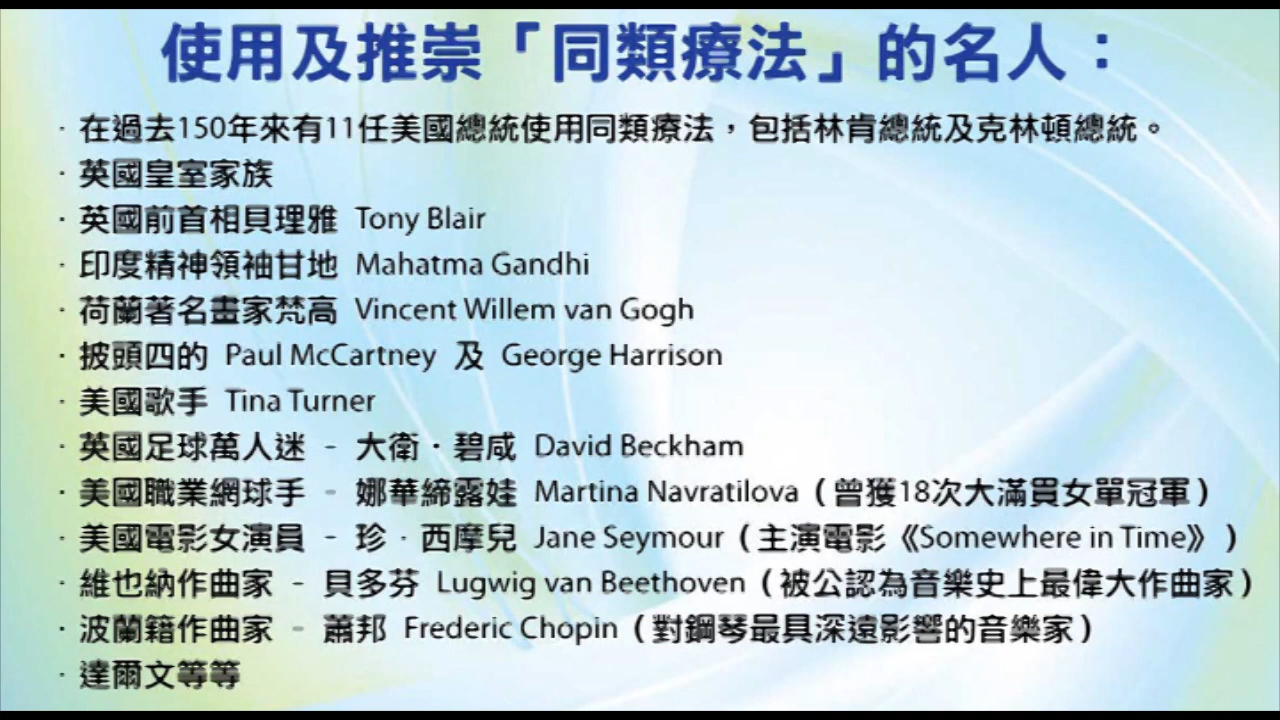 使用及推崇「同類療法」的名人：
· 在過去150年來有11任美國總統使用同類療法，包括林肯總統及克林頓總統。
· 英國皇室家族
· 英國前首相貝理雅 Tony Blair
· 印度精神領袖甘地 Mahatma Gandhi
· 荷蘭著名畫家梵高 Vincent Willem van Gogh
· 披頭四的 Paul McCartney 及 George Harrison
· 美國歌手 Tina Turner
· 英國足球萬人迷 - 大衛·碧咸 David Beckham
· 美國職業網球手 - 娜華締露娃 Martina Navratilova（曾獲18次大滿貫女單冠軍）
· 美國電影女演員 - 珍·西摩兒 Jane Seymour（主演電影《Somewhere in Time》）
· 維也納作曲家 - 貝多芬 Lugwig van Beethoven（被公認為音樂史上最偉大作曲家）
· 波蘭籍作曲家 - 蕭邦 Frederic Chopin（對鋼琴最具深遠影響的音樂家）
· 達爾文等等